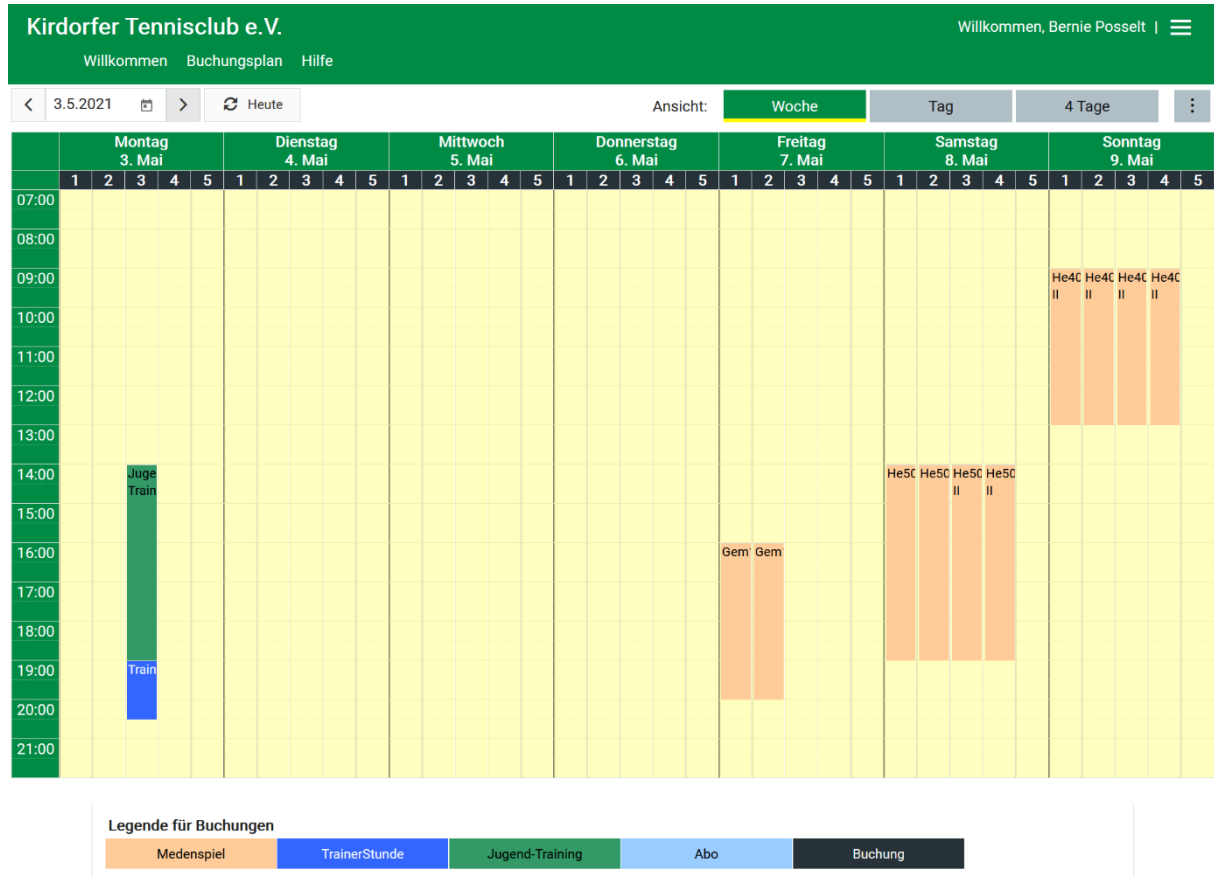 Kirdorfer Tennisclub e.V.
Willkommen, Bernie Posselt |
Willkommen Buchungsplan Hilfe
3.5.2021 Heute Ansicht: Woche Tag 4 Tage
Montag Dienstag Mittwoch Donnerstag Freitag Samstag Sonntag
3. Mai 4. Mai 5. Mai 6. Mai 7. Mai 8. Mai 9. Mai
1 2 3 4 5 1 2 3 4 5 1 2 3 4 5 1 2 3 4 5 1 2 3 4 5 1 2 3 4 5 1 2 3 4 5
07:00
08:00
09:00 He40 He40 He40 He40
II II II II
10:00
11:00
12:00
13:00
14:00 Juge He50 He50 He50 He50
Train II II
15:00
16:00 Gem Gem
17:00
18:00
19:00 Train
20:00
21:00
Legende für Buchungen
Medenspiel TrainerStunde Jugend-Training Abo Buchung